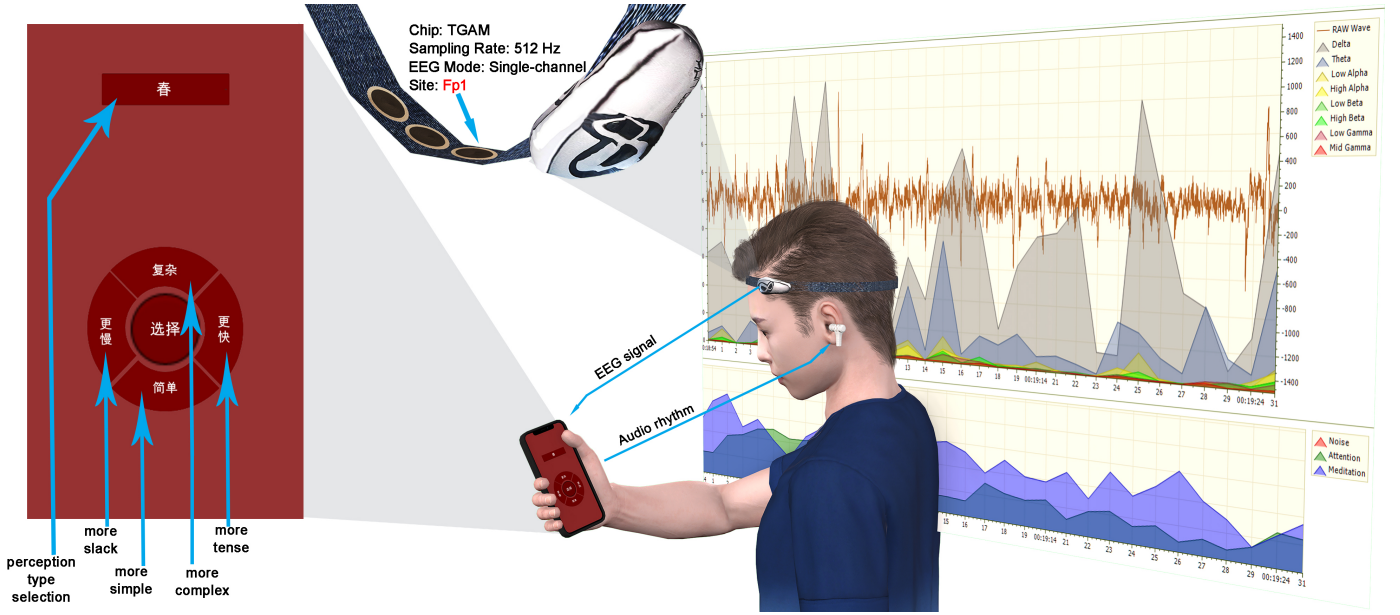 Chip: TGAM
Sampling Rate: 512 Hz
EEG Mode: Single-channel
Site: Fp1
春
复杂
更慢
选择
更快
简单
more slack
more tense
perception type selection
more simple
more complex
EEG signal
Audio rhythm
RAW Wave
Delta
Theta
Low Alpha
High Alpha
Low Beta
High Beta
Low Gamma
Mid Gamma
1400
1200
1000
800
600
400
200
0
-200
-400
-600
-800
-1000
-1200
-1400
1 2 3
13 14 15 16 17 18 19 00:19:14 21 22 23 24 25 26 27 28 29 00:19:24 31
Noise
Attention
Meditation
15 16 17 18 19 00:19:14 21 22 23 24 25 26 27 28 29 00:19:24 31